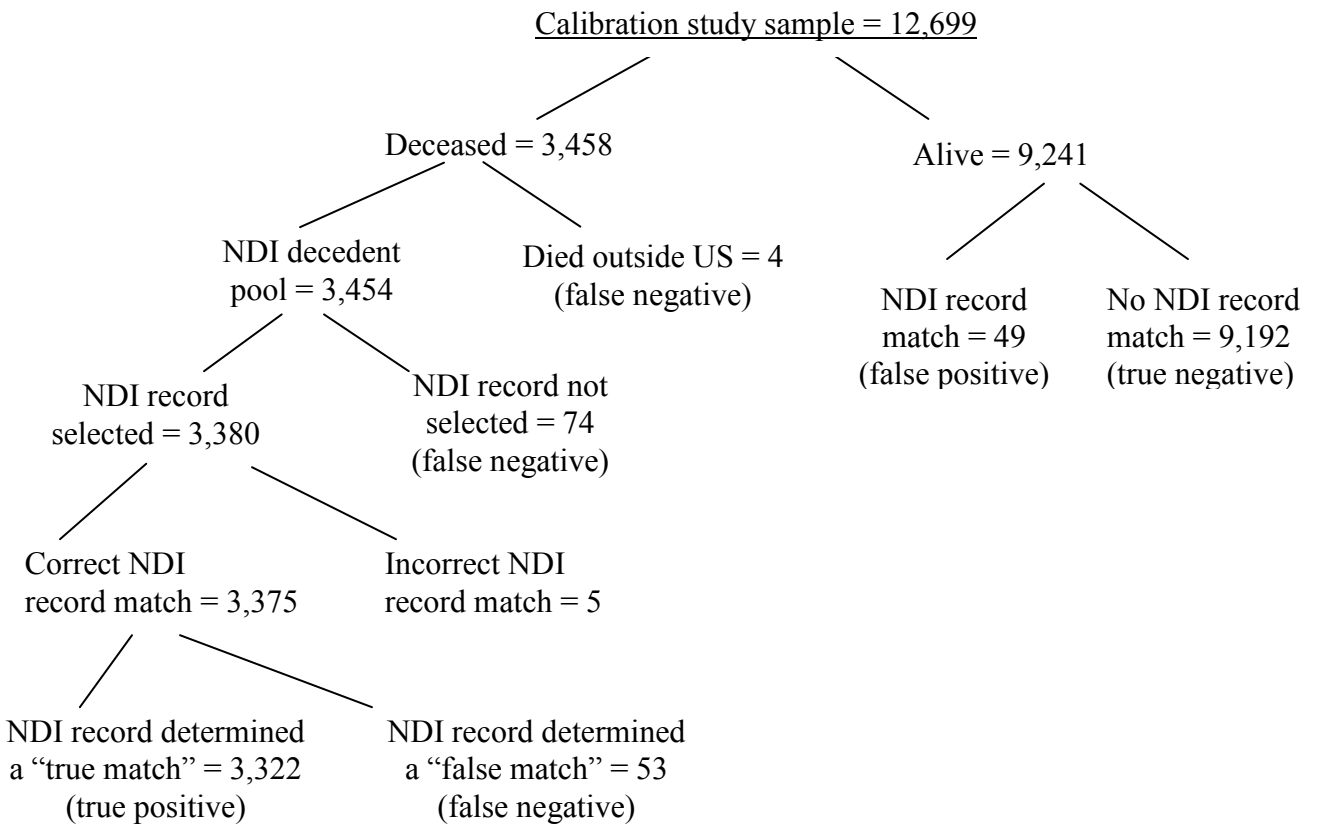 Calibration study sample = 12,699
Deceased = 3,458
Alive = 9,241
NDI decedent
pool = 3,454
Died outside US = 4
(false negative)
NDI record
match = 49
(false positive)
No NDI record
match = 9,192
(true negative)
NDI record
selected = 3,380
NDI record not
selected = 74
(false negative)
Correct NDI
record match = 3,375
Incorrect NDI
record match = 5
NDI record determined
a “true match” = 3,322
(true positive)
NDI record determined
a “false match” = 53
(false negative)